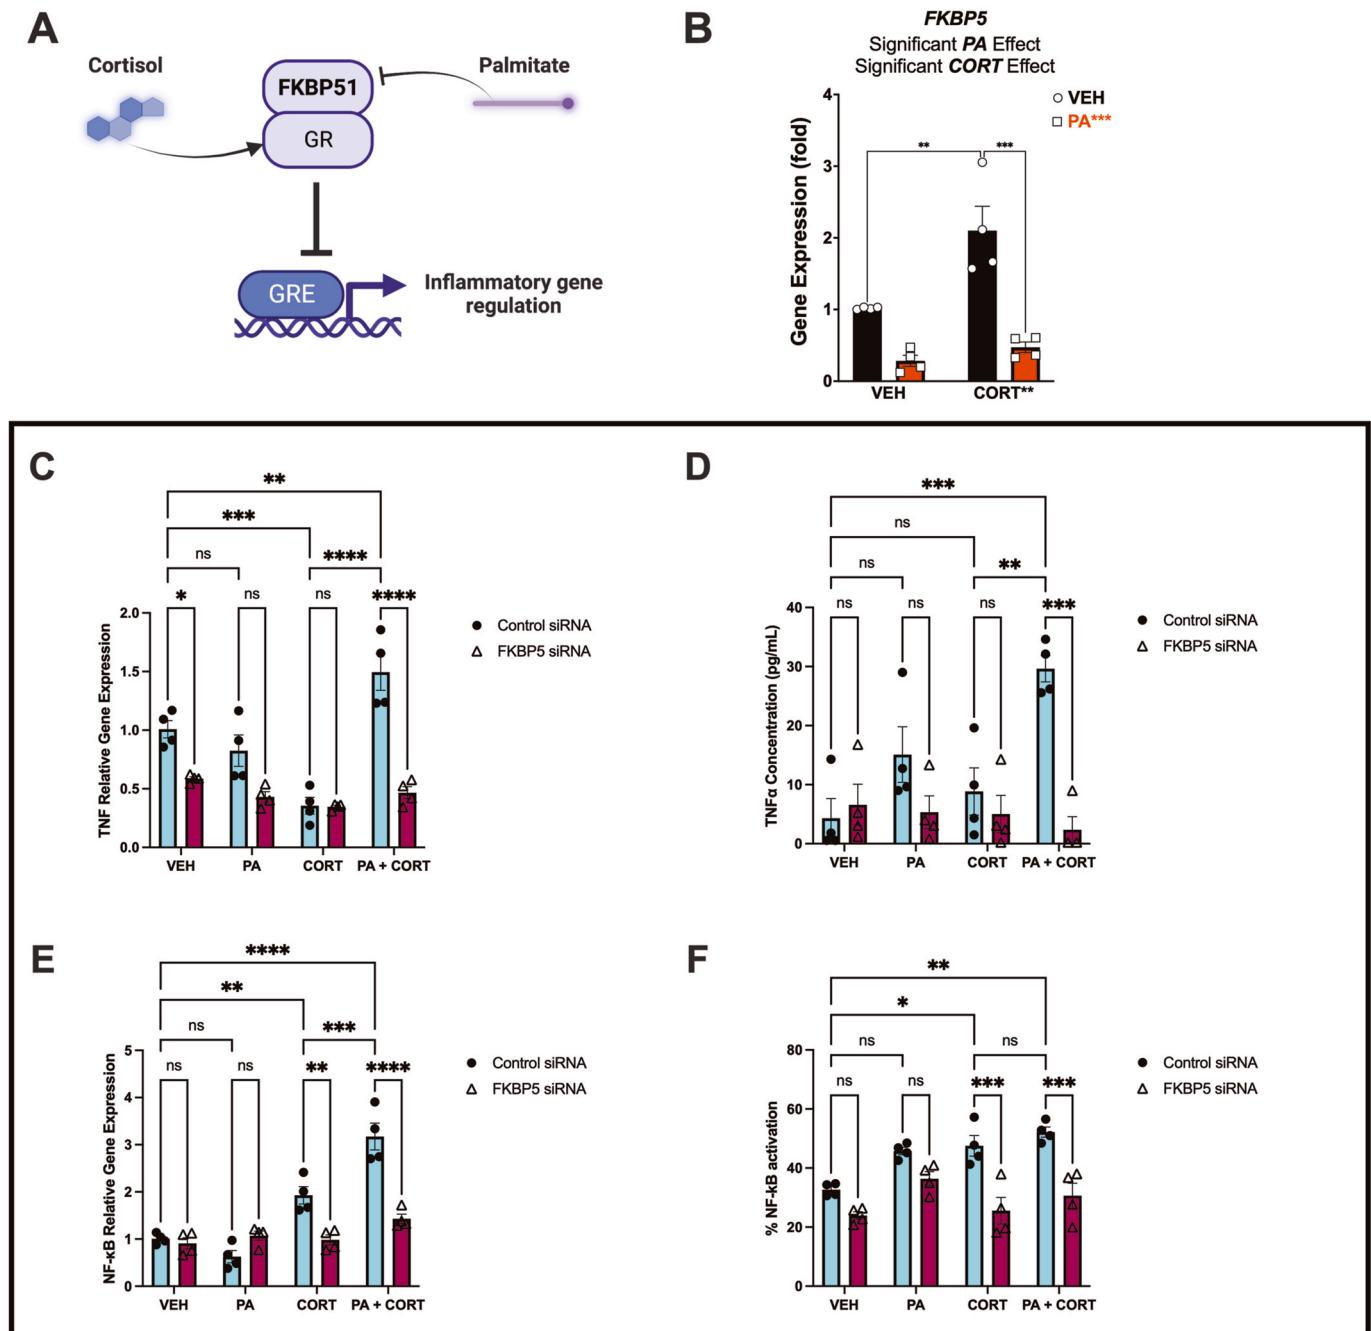 A
Cortisol
FKBP51
GR
Palmitate
GRE
Inflammatory gene
regulation
B
FKBP5
Significant PA Effect
Significant CORT Effect
VEH
PA***
Gene Expression (fold)
4
3
2
1
0
**
***
VEH
CORT**
C
**
***
ns
****
*
ns
ns
****
TNF Relative Gene Expression
2.0
1.5
1.0
0.5
0.0
VEH
PA
CORT
PA + CORT
Control siRNA
FKBP5 siRNA
D
***
ns
ns
**
ns
ns
ns
***
TNFα Concentration (pg/mL)
40
30
20
10
0
VEH
PA
CORT
PA + CORT
Control siRNA
FKBP5 siRNA
E
****
**
ns
***
ns
ns
**
****
NF-κB Relative Gene Expression
5
4
3
2
1
0
VEH
PA
CORT
PA + CORT
Control siRNA
FKBP5 siRNA
F
**
*
ns
ns
ns
ns
***
***
% NF-kB activation
80
60
40
20
0
VEH
PA
CORT
PA + CORT
Control siRNA
FKBP5 siRNA